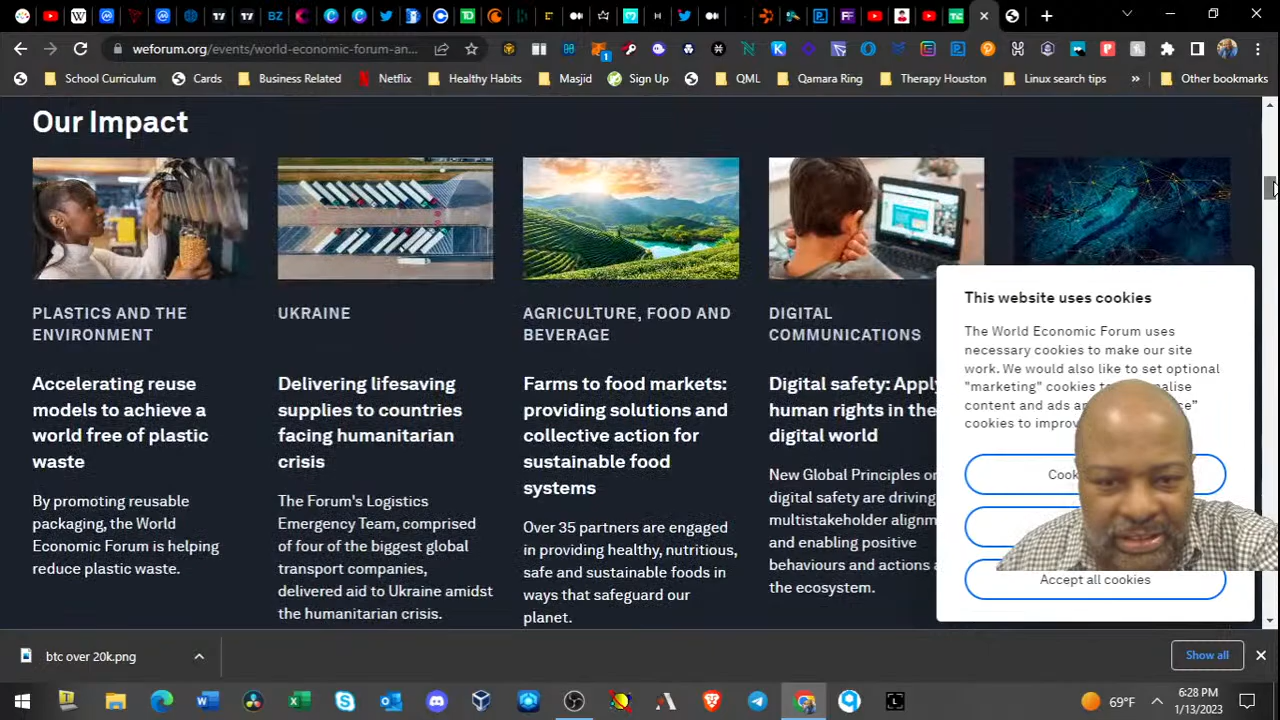 weforum.org/events/world-economic-forum-an...
School Curriculum
Cards
Business Related
Netflix
Healthy Habits
Masjid
Sign Up
QML
Qamara Ring
Therapy Houston
Linux search tips
»
Other bookmarks
Our Impact
PLASTICS AND THE
ENVIRONMENT
Accelerating reuse
models to achieve a
world free of plastic
waste
By promoting reusable
packaging, the World
Economic Forum is helping
reduce plastic waste.
UKRAINE
Delivering lifesaving
supplies to countries
facing humanitarian
crisis
The Forum's Logistics
Emergency Team, comprised
of four of the biggest global
transport companies,
delivered aid to Ukraine amidst
the humanitarian crisis.
AGRICULTURE, FOOD AND
BEVERAGE
Farms to food markets:
providing solutions and
collective action for
sustainable food
systems
Over 35 partners are engaged
in providing healthy, nutritious,
safe and sustainable foods in
ways that safeguard our
planet.
DIGITAL
COMMUNICATIONS
Digital safety:
human rights in the
digital world
New Global Principles
digital safety are driving
multistakeholder
and enabling positive
behaviours and actions
the ecosystem.
This website uses cookies
The World Economic Forum uses
necessary cookies to make our site
work. We would also like to set optional
"marketing" cookies
content and ads
cookies to
Accept all cookies
btc over 20k.png
Show all
69°F
6:28 PM
1/13/2023